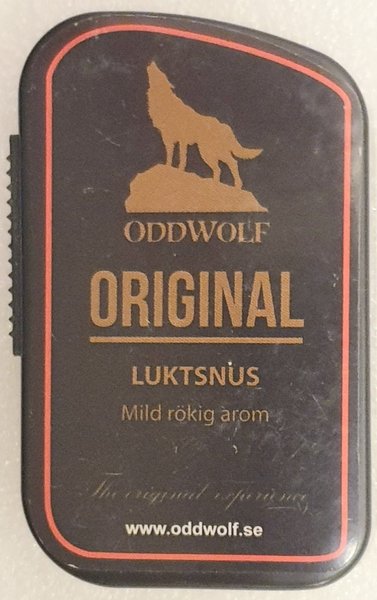 ODDWOLF
ORIGINAL
LUKTSNUS
Mild rökig arom
The original experience
www.oddwolf.se